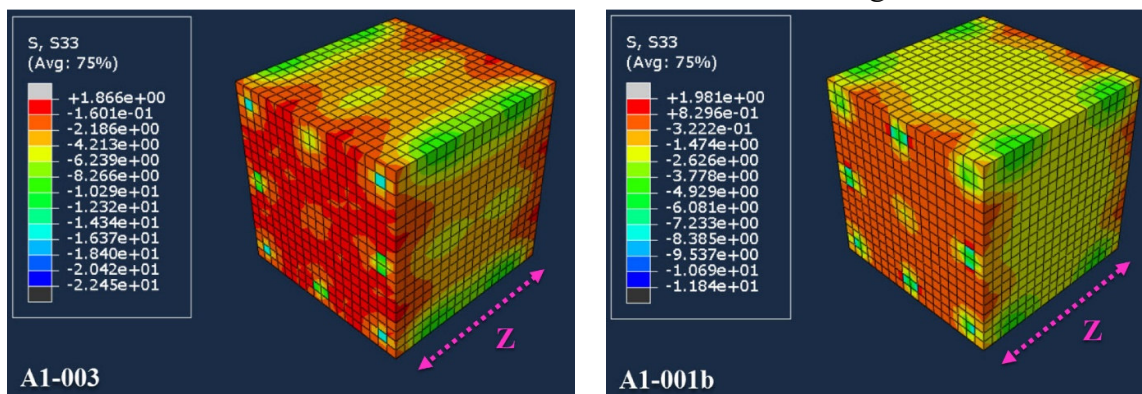 S, S33
(Avg: 75%)
+1.866e+00
-1.601e-01
-2.186e+00
-4.213e+00
-6.239e+00
-8.266e+00
-1.029e+01
-1.232e+01
-1.434e+01
-1.637e+01
-1.840e+01
-2.042e+01
-2.245e+01
Z
A1-003
S, S33
(Avg: 75%)
+1.981e+00
+8.296e-01
-3.222e-01
-1.474e+00
-2.626e+00
-3.778e+00
-4.929e+00
-6.081e+00
-7.233e+00
-8.385e+00
-9.537e+00
-1.069e+01
-1.184e+01
Z
A1-001b